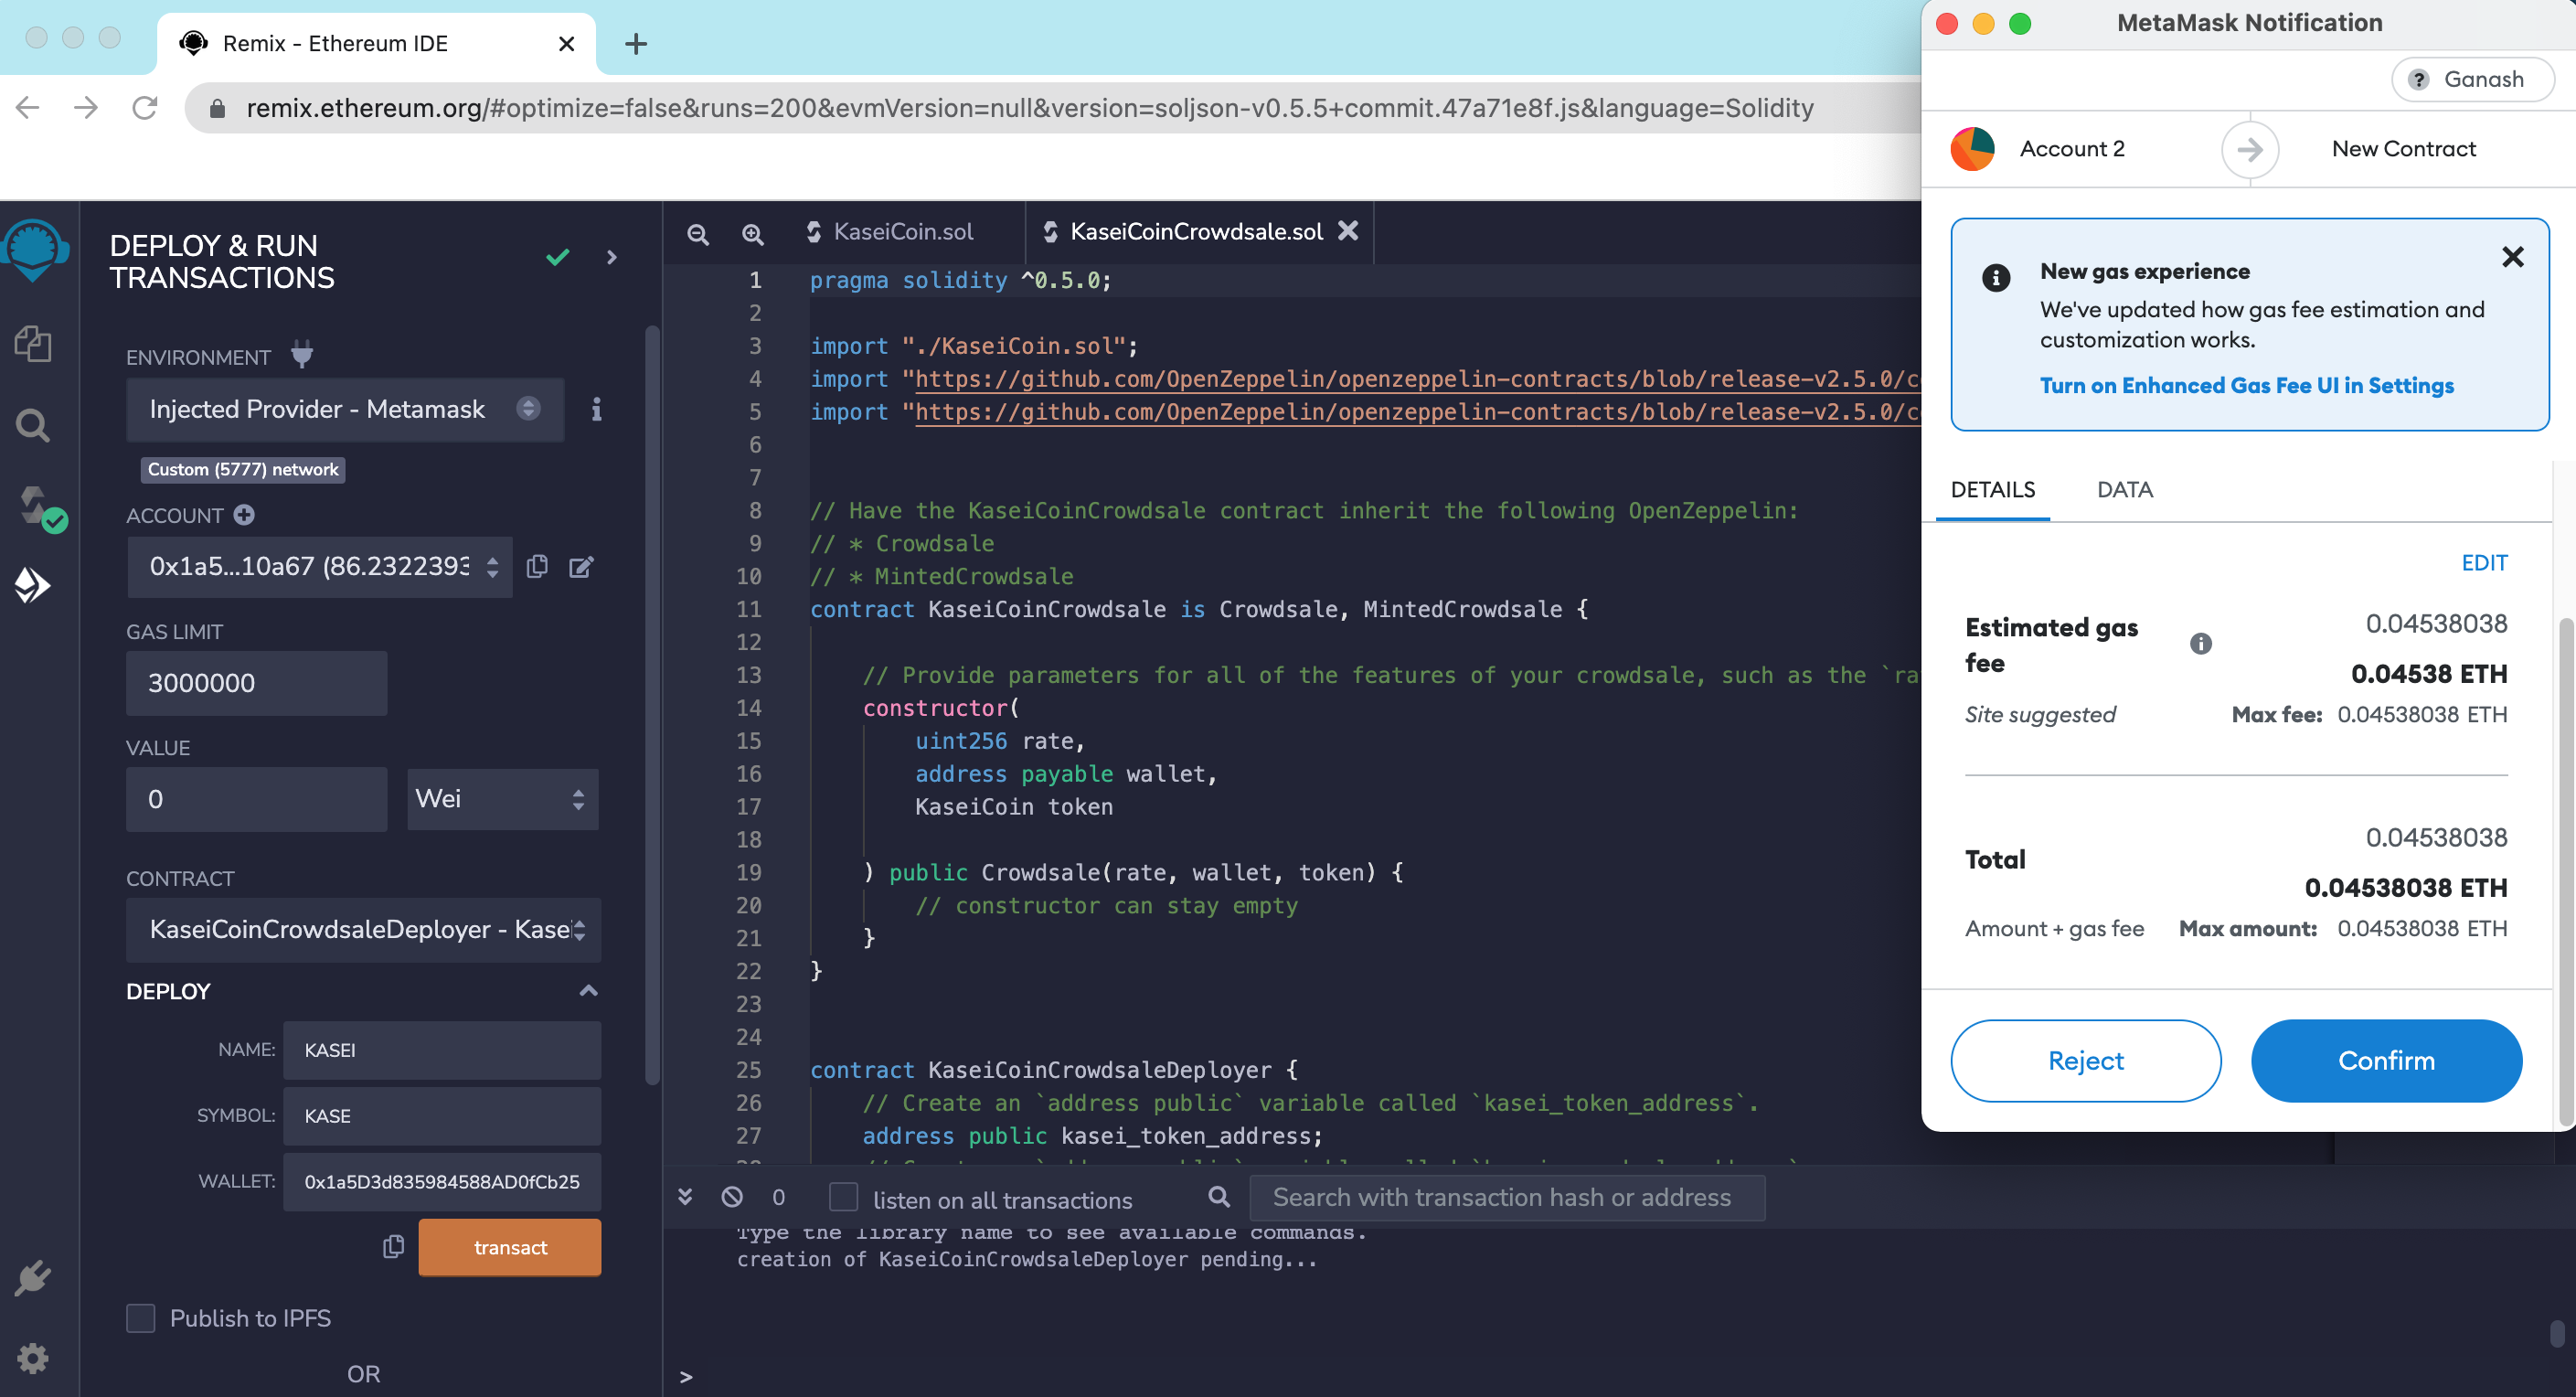 Remix - Ethereum IDE
remix.ethereum.org/#optimize=false&runs=200&evmVersion=null&version=soljson-v0.5.5+commit.47a71e8f.js&language=Solidity
DEPLOY & RUN
TRANSACTIONS
ENVIRONMENT
Injected Provider - Metamask
Custom (5777) network
ACCOUNT
0x1a5...10a67 (86.2322393
GAS LIMIT
3000000
VALUE
0
Wei
CONTRACT
KaseiCoinCrowdsaleDeployer - Kasei
DEPLOY
NAME: KASEI
SYMBOL: KASE
WALLET: 0x1a5D3d835984588AD0fCb25
transact
Publish to IPFS
OR
KaseiCoin.sol
KaseiCoinCrowdsale.sol
1 pragma solidity ^0.5.0;
2
3 import "./KaseiCoin.sol";
4 import "https://github.com/OpenZeppelin/openzeppelin-contracts/blob/release-v2.5.0/c
5 import "https://github.com/OpenZeppelin/openzeppelin-contracts/blob/release-v2.5.0/c
6
7
8 // Have the KaseiCoinCrowdsale contract inherit the following OpenZeppelin:
9 // * Crowdsale
10 // * MintedCrowdsale
11 contract KaseiCoinCrowdsale is Crowdsale, MintedCrowdsale {
12
13 // Provide parameters for all of the features of your crowdsale, such as the `ra
14 constructor(
15 uint256 rate,
16 address payable wallet,
17 KaseiCoin token
18
19 ) public Crowdsale(rate, wallet, token) {
20 // constructor can stay empty
21 }
22 }
23
24
25 contract KaseiCoinCrowdsaleDeployer {
26 // Create an `address public` variable called `kasei_token_address`.
27 address public kasei_token_address;
0
listen on all transactions
Search with transaction hash or address
Type the library name to see available commands.
creation of KaseiCoinCrowdsaleDeployer pending...
>
MetaMask Notification
Ganash
Account 2
New Contract
New gas experience
We've updated how gas fee estimation and
customization works.
Turn on Enhanced Gas Fee UI in Settings
DETAILS
DATA
EDIT
Estimated gas
fee
0.04538038
0.04538 ETH
Site suggested
Max fee: 0.04538038 ETH
0.04538038
Total
0.04538038 ETH
Amount + gas fee
Max amount: 0.04538038 ETH
Reject
Confirm